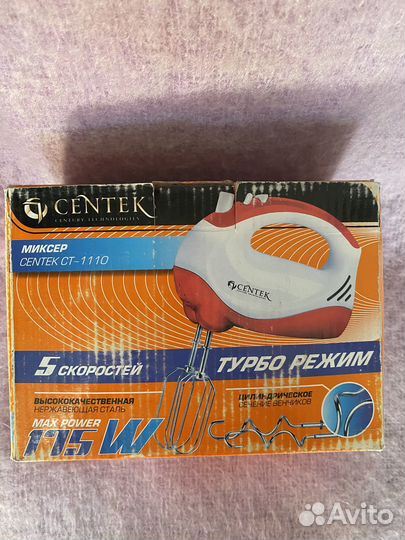 CENTEK
CENTURY TECHNOLOGIES
МИКСЕР
CENTEK CT-1110
CENTEK
5 СКОРОСТЕЙ
ТУРБО РЕЖИМ
ВЫСОКОКАЧЕСТВЕННАЯ
НЕРЖАВЕЮЩАЯ СТАЛЬ
ЦИЛИНДРИЧЕСКОЕ
СЕЧЕНИЕ ВЕНЧИКОВ
MAX POWER
175W
Avito